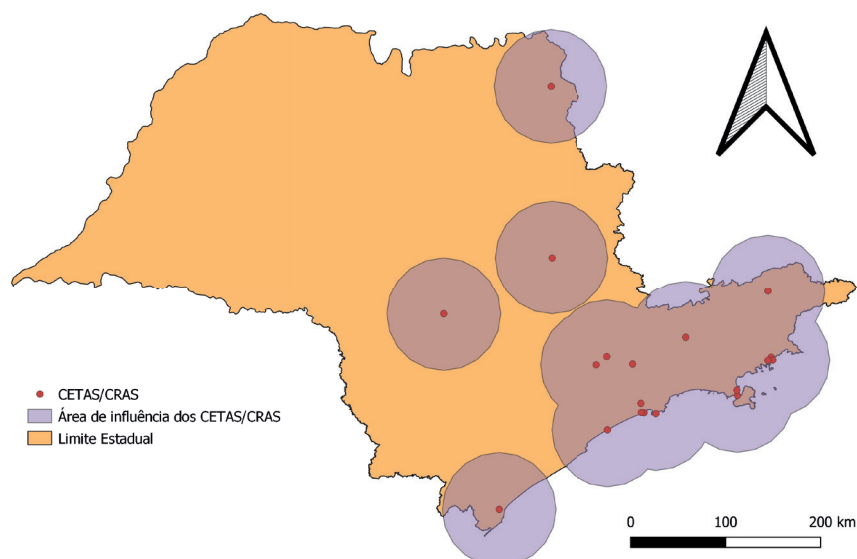 CETAS/CRAS
Área de influência dos CETAS/CRAS
Limite Estadual
0 100 200 km